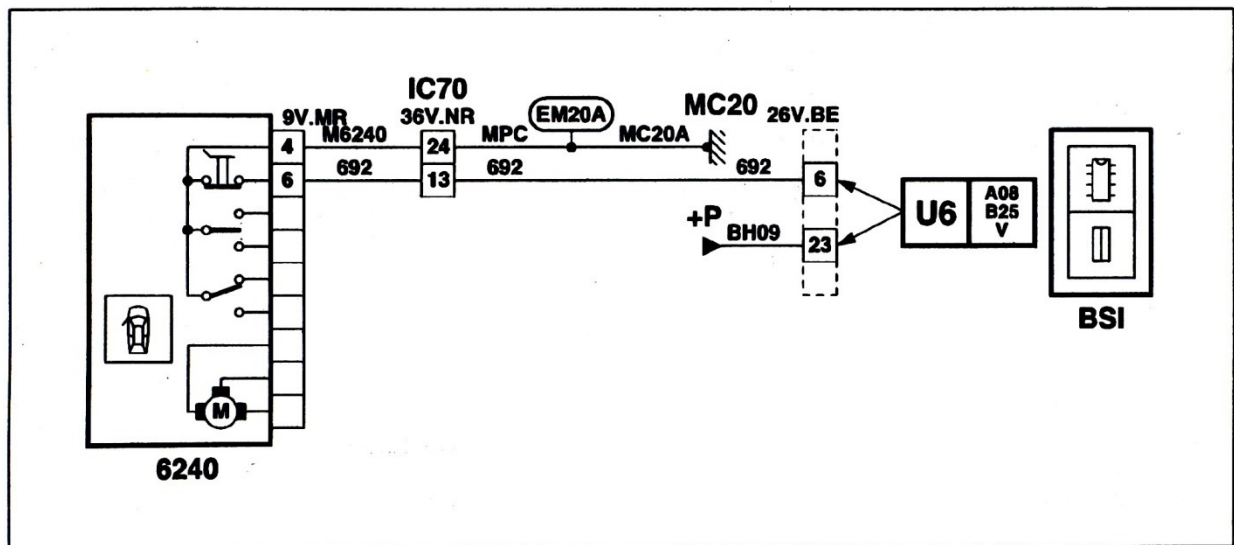 IC70
EM20A
MC20
9V.MR
36V.NR
26V.BE
M6240
MPC
MC20A
4
24
692
692
692
6
13
6
+P
BH09
23
U6
A08
B25
V
BSI
M
6240